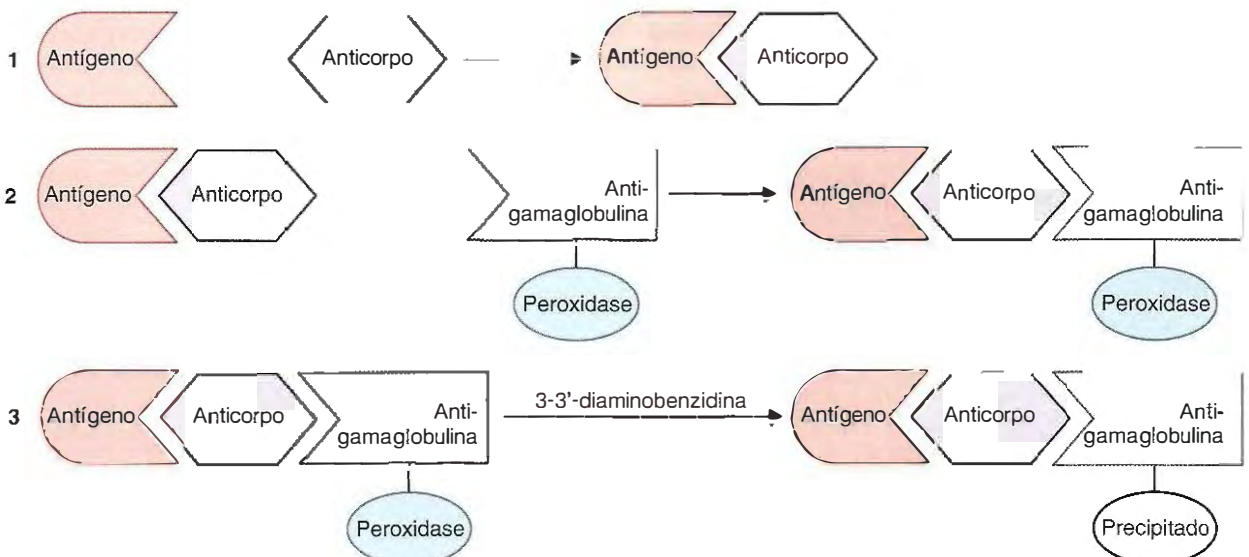 1 Antígeno Anticorpo Antígeno Anticorpo
2 Antígeno Anticorpo Anti-
gamaglobulina
Peroxidase
Antígeno Anticorpo Anti-
gamaglobulina
Peroxidase
3 Antígeno Anticorpo Anti-
gamaglobulina
Peroxidase
3-3'-diaminobenzidina
Antígeno Anticorpo Anti-
gamaglobulina
Precipitado